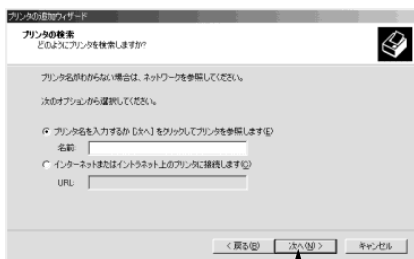 プリンタの追加ウィザード
プリンタの検索
どのようにプリンタを検索しますか?
プリンタ名がわからない場合は、ネットワークを参照してください。
次のオプションから選択してください。
プリンタ名を入力するか [次へ] をクリックしてプリンタを参照します(E)
名前:
インターネットまたはイントラネット上のプリンタに接続します(C)
URL:
< 戻る(B) 次へ(N) > キャンセル